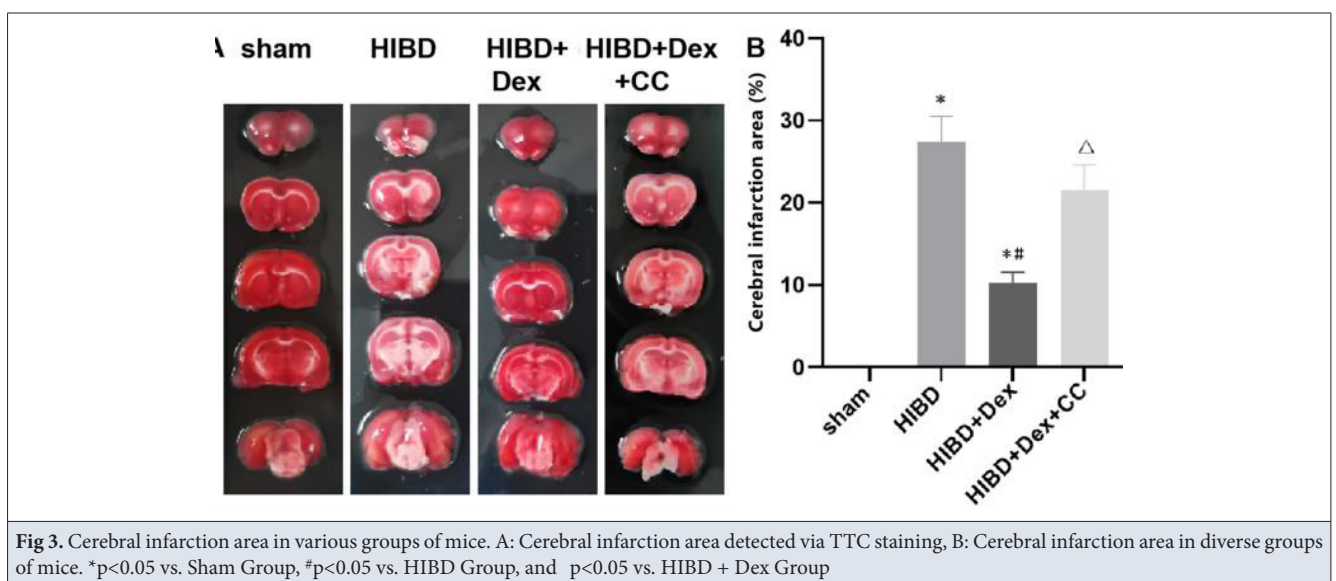 A sham HIBD HIBD+ HIBD+Dex
Dex +CC
B
Cerebral infarction area (%)
40
30
20
10
0
*
*#
△
sham
HIBD
HIBD+Dex
HIBD+Dex+CC
Fig 3. Cerebral infarction area in various groups of mice. A: Cerebral infarction area detected via TTC staining, B: Cerebral infarction area in diverse groups
of mice. *p<0.05 vs. Sham Group, #p<0.05 vs. HIBD Group, and p<0.05 vs. HIBD + Dex Group